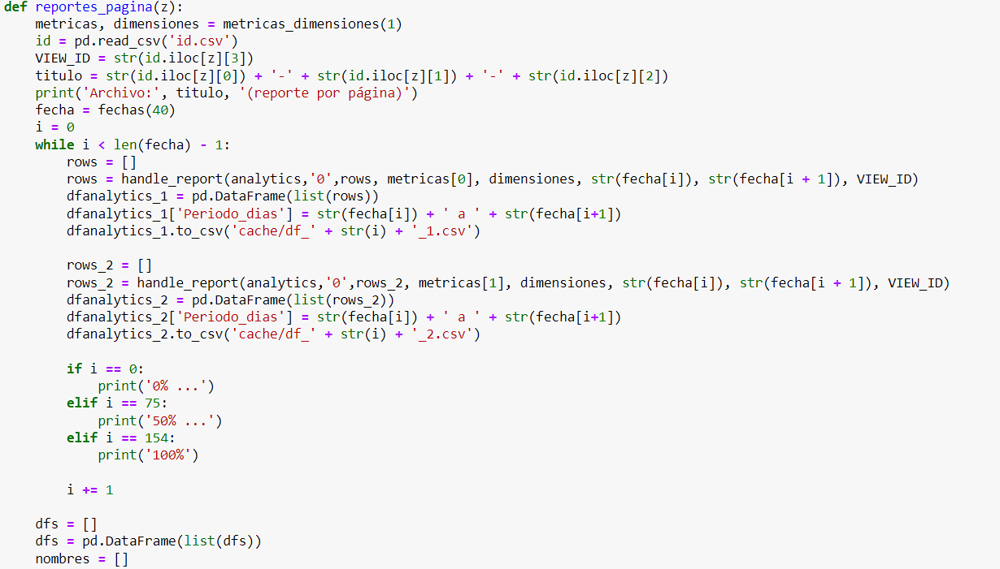 def reportes_pagina(z):
    metricas, dimensiones = metricas_dimensiones(1)
    id = pd.read_csv('id.csv')
    VIEW_ID = str(id.iloc[z][3])
    titulo = str(id.iloc[z][0]) + '-' + str(id.iloc[z][1]) + '-' + str(id.iloc[z][2])
    print('Archivo:', titulo, '(reporte por página)')
    fecha = fechas(40)
    i = 0
    while i < len(fecha) - 1:
        rows = []
        rows = handle_report(analytics,'0',rows, metricas[0], dimensiones, str(fecha[i]), str(fecha[i + 1]), VIEW_ID)
        dfanalytics_1 = pd.DataFrame(list(rows))
        dfanalytics_1['Periodo_dias'] = str(fecha[i]) + ' a ' + str(fecha[i+1])
        dfanalytics_1.to_csv('cache/df_' + str(i) + '_1.csv')

        rows_2 = []
        rows_2 = handle_report(analytics,'0',rows_2, metricas[1], dimensiones, str(fecha[i]), str(fecha[i + 1]), VIEW_ID)
        dfanalytics_2 = pd.DataFrame(list(rows_2))
        dfanalytics_2['Periodo_dias'] = str(fecha[i]) + ' a ' + str(fecha[i+1])
        dfanalytics_2.to_csv('cache/df_' + str(i) + '_2.csv')

        if i == 0:
            print('0% ...')
        elif i == 75:
            print('50% ...')
        elif i == 154:
            print('100%')

        i += 1

    dfs = []
    dfs = pd.DataFrame(list(dfs))
    nombres = []